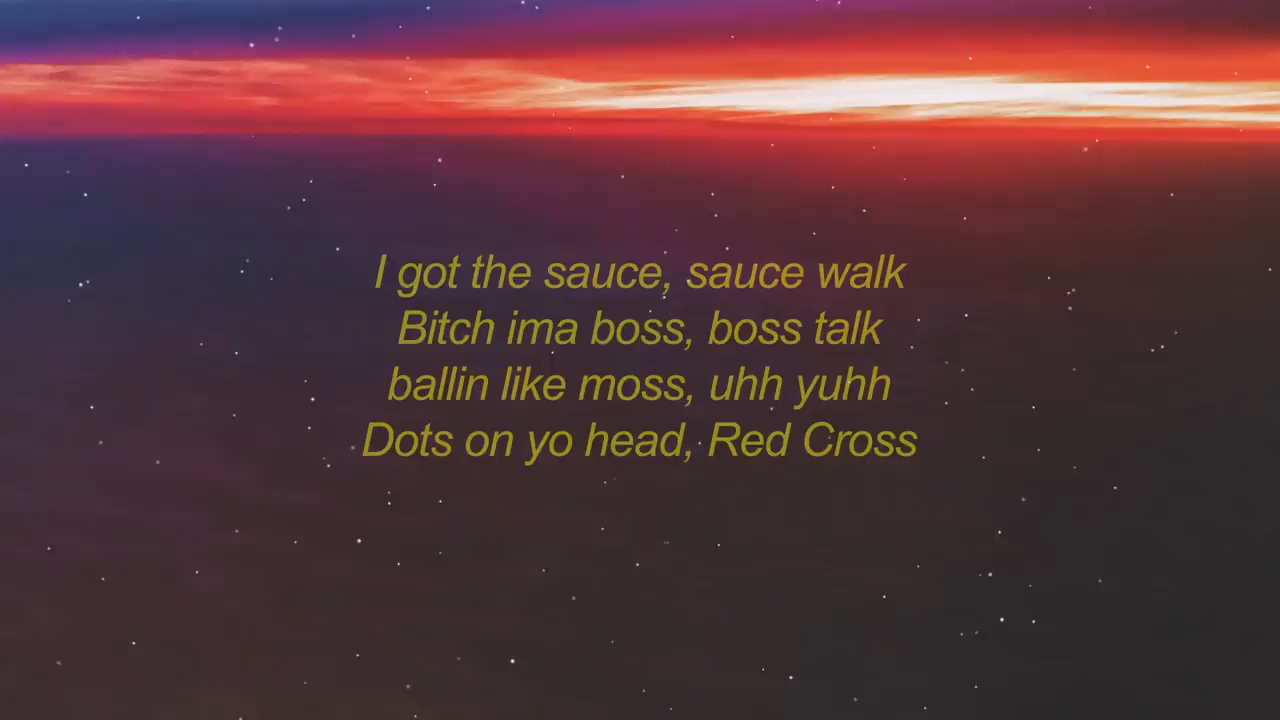 I got the sauce, sauce walk
Bitch ima boss, boss talk
ballin like moss, uhh yuhh
Dots on yo head, Red Cross